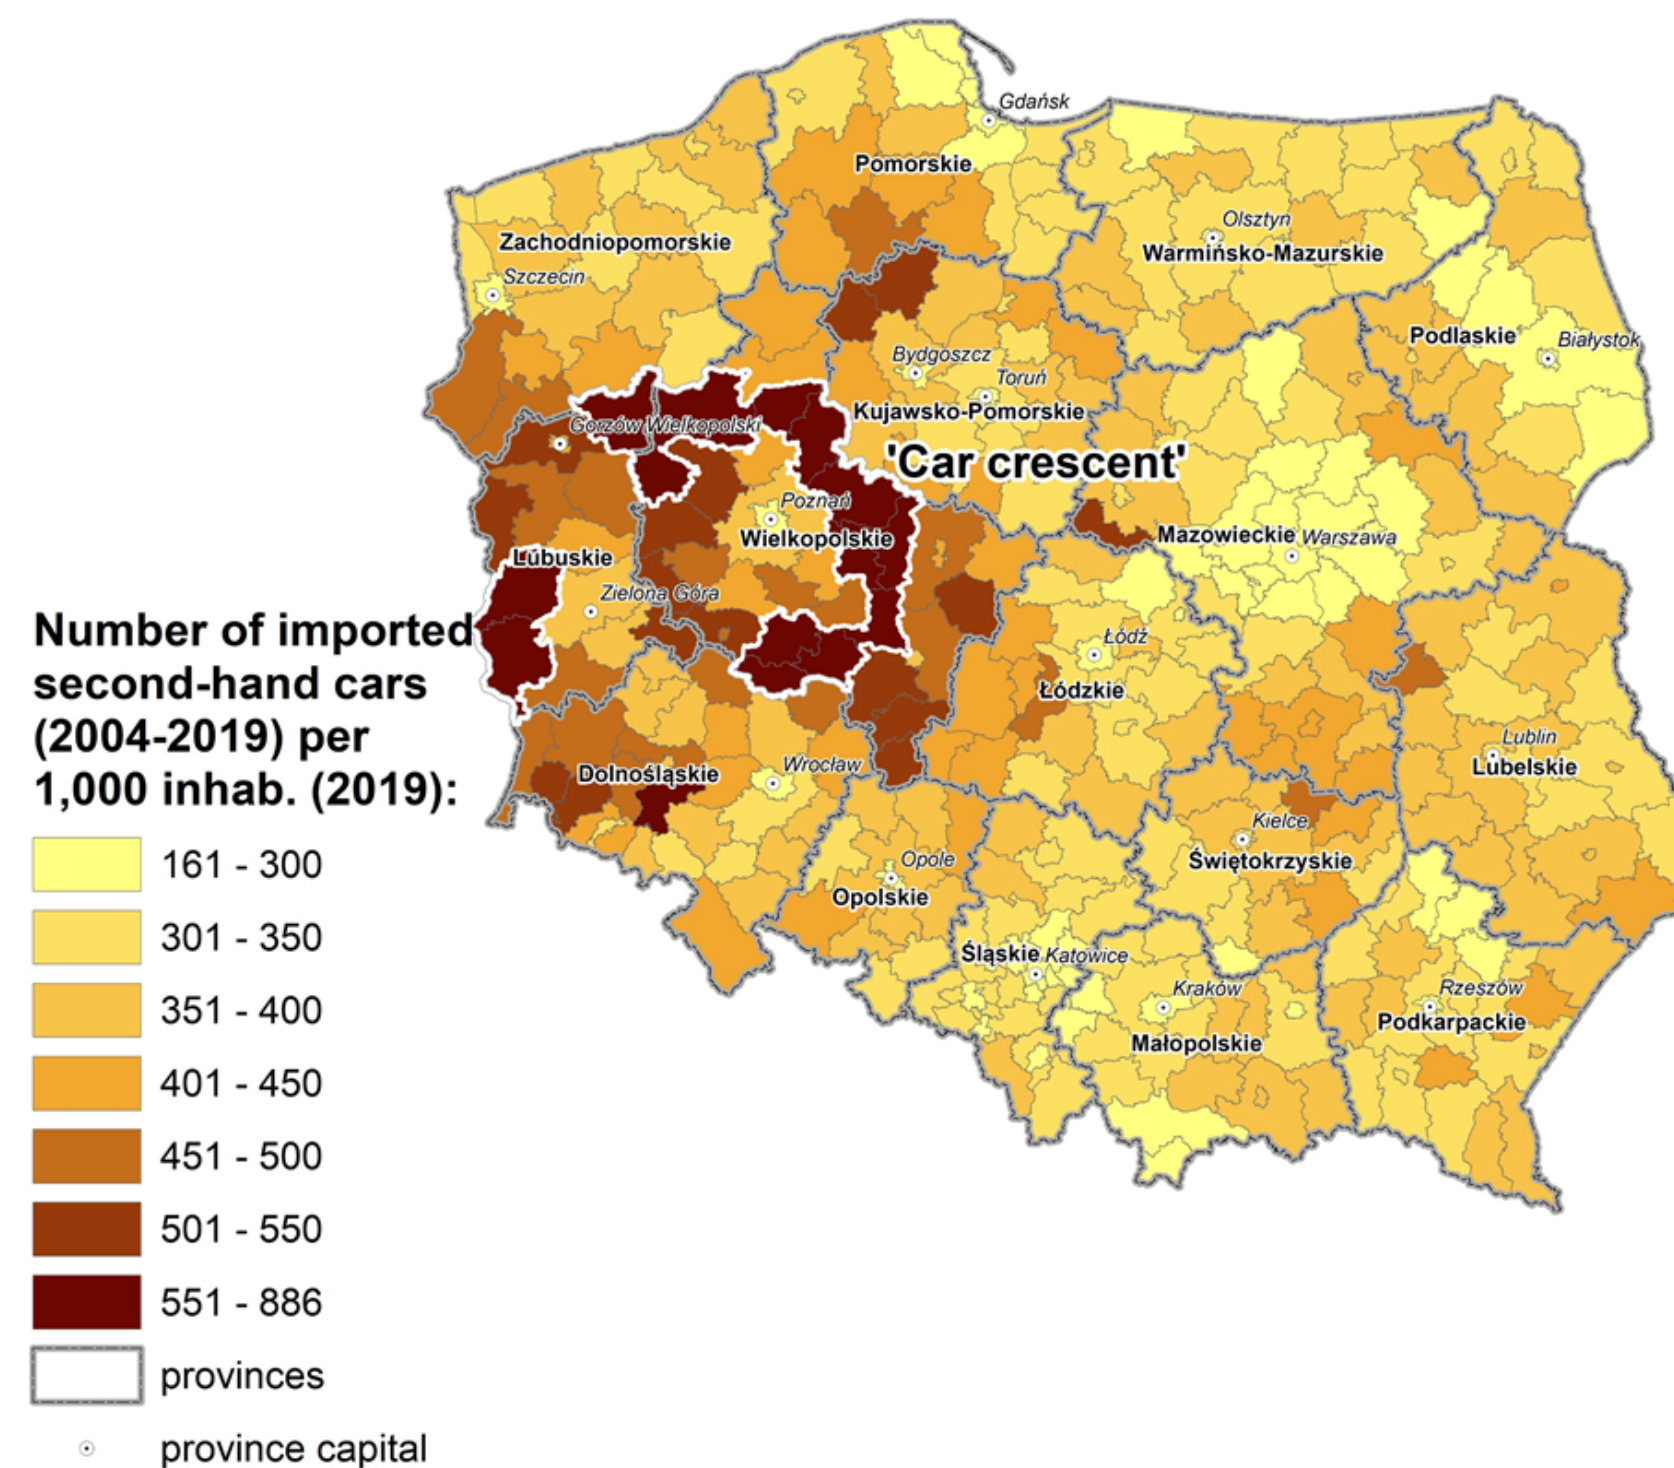 Gdańsk
Pomorskie
Olsztyn
Zachodniopomorskie
Warmińsko-Mazurskie
Szczecin
Podlaskie
Białystok
Bydgoszcz
Toruń
Kujawsko-Pomorskie
Gorzów Wielkopolski
'Car crescent'
Poznań
Wielkopolskie
Mazowieckie
Warszawa
Lubuskie
Zielona Góra
Łódź
Łódzkie
Lublin
Lubelskie
Wrocław
Dolnośląskie
Kielce
Świętokrzyskie
Opole
Opolskie
Śląskie
Katowice
Kraków
Małopolskie
Rzeszów
Podkarpackie
Number of imported
second-hand cars
(2004-2019) per
1,000 inhab. (2019):
161 - 300
301 - 350
351 - 400
401 - 450
451 - 500
501 - 550
551 - 886
provinces
province capital